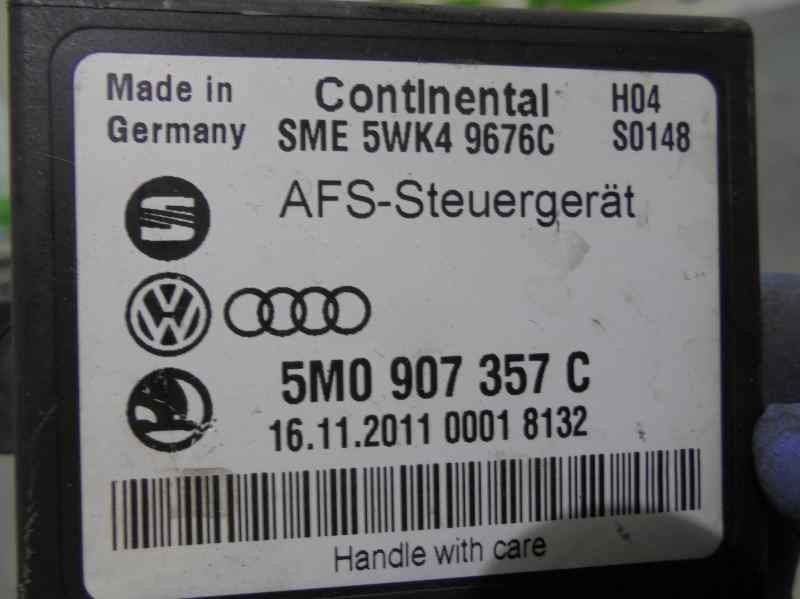 Made in Germany
Continental
H04
SME 5WK4 9676C
S0148
AFS-Steuergerät
5M0 907 357 C
16.11.2011 0001 8132
Handle with care